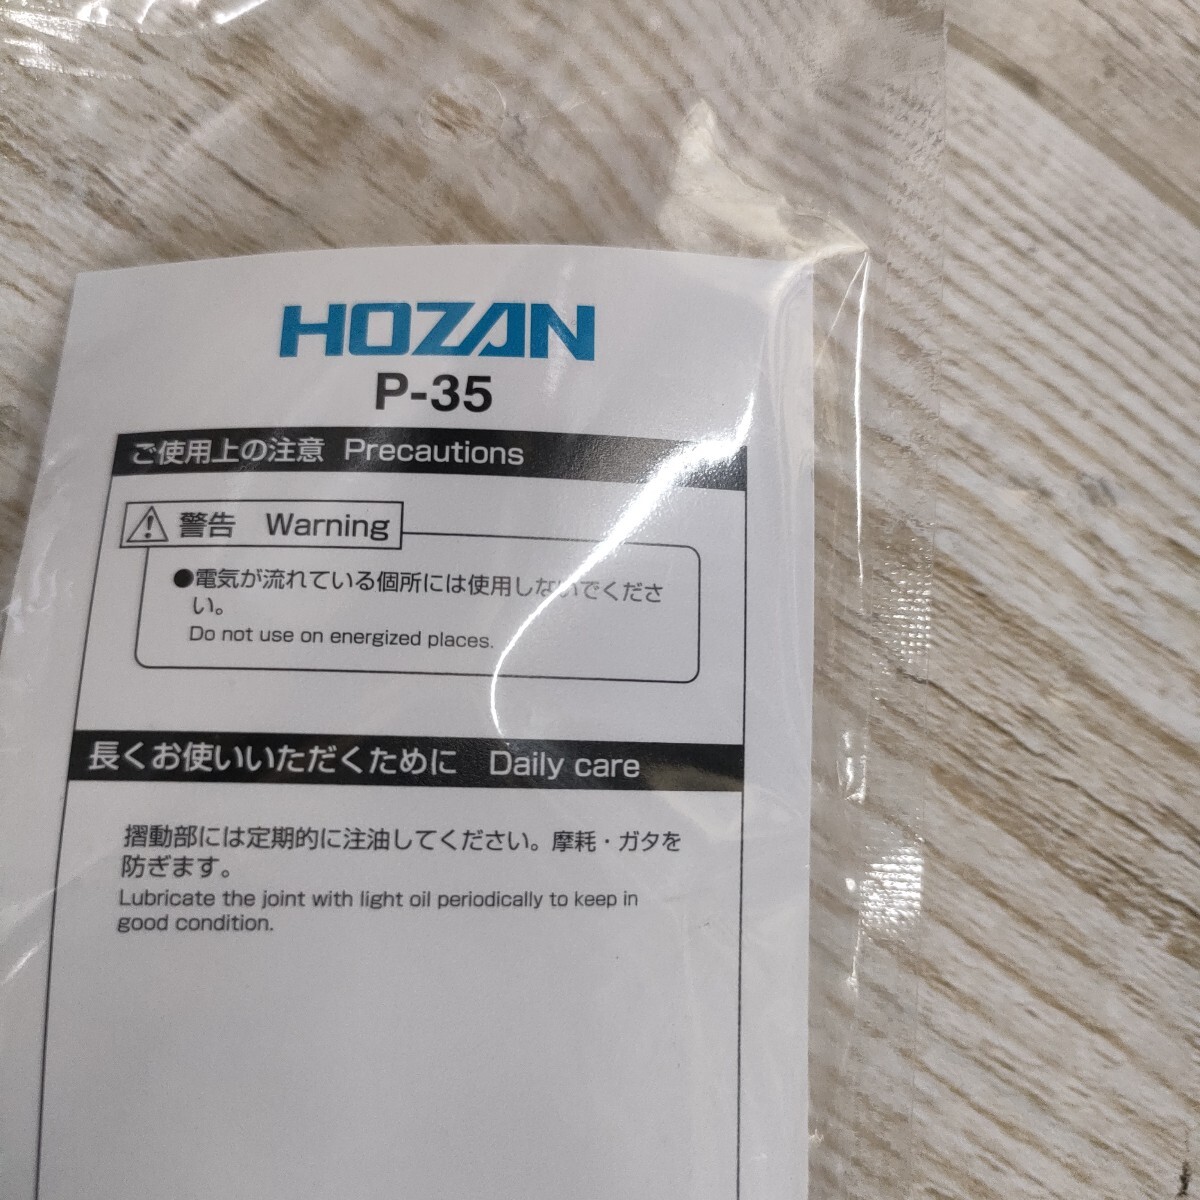 HOZAN
P-35
ご使用上の注意 Precautions
警告 Warning
●電気が流れている個所には使用しないでくださ
い。
Do not use on energized places.
長くお使いいただくために Daily care
摺動部には定期的に注油してください。摩耗・ガタを
防ぎます。
Lubricate the joint with light oil periodically to keep in
good condition.